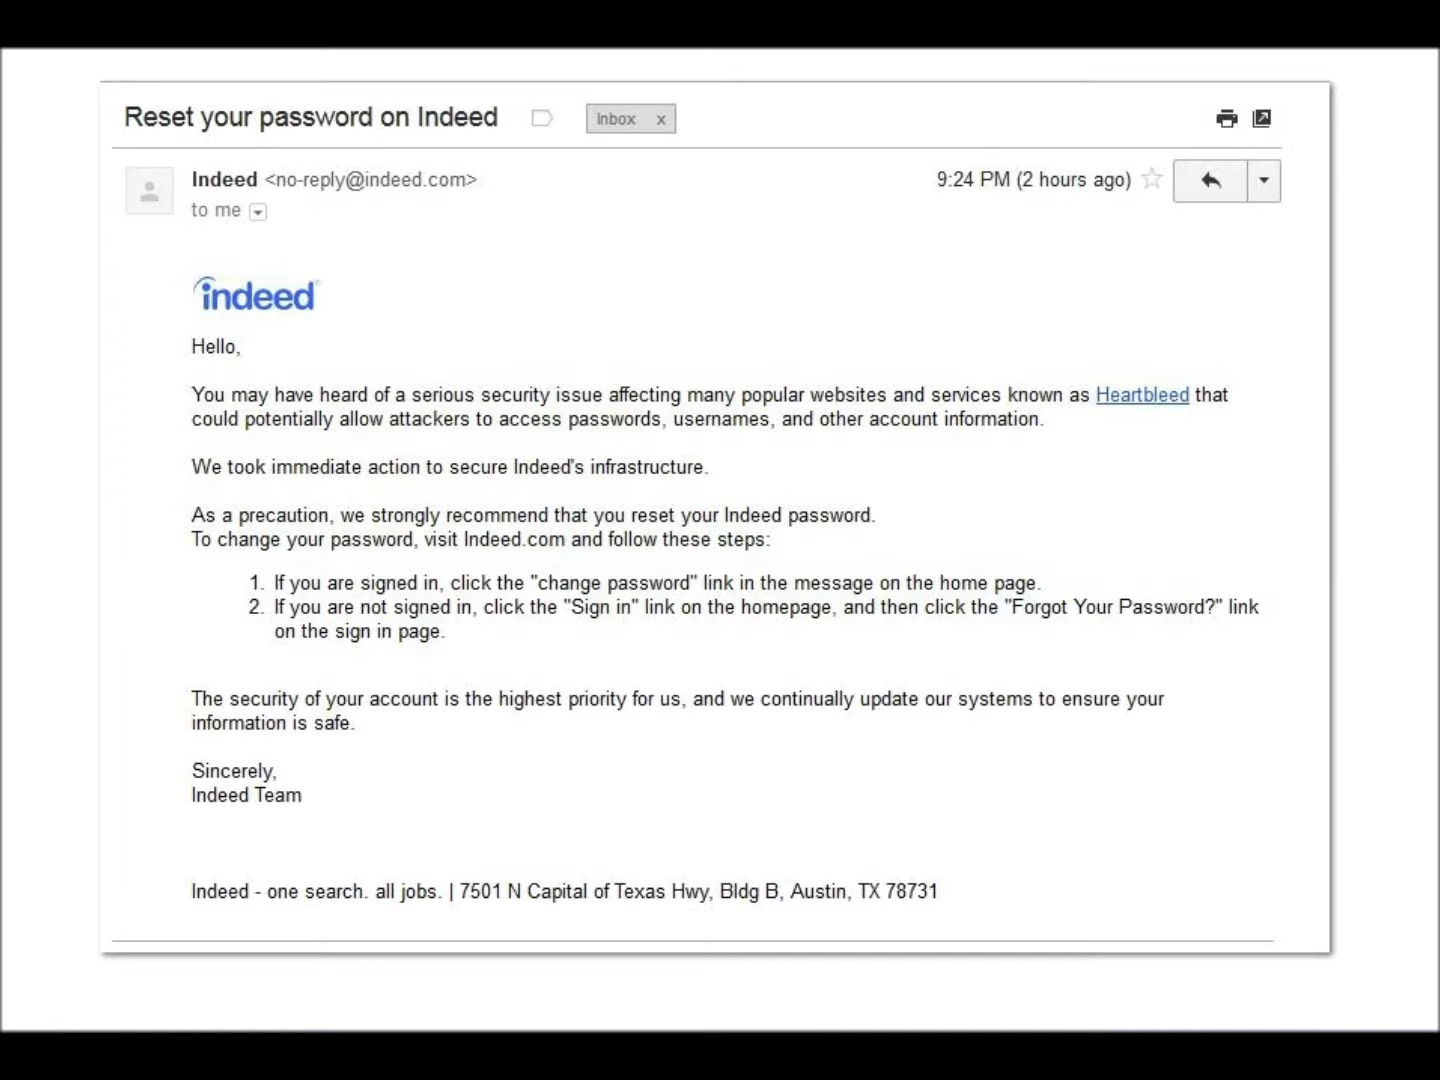 Reset your password on Indeed
Inbox x
Indeed <no-reply@indeed.com>
9:24 PM (2 hours ago)
to me
indeed
Hello,
You may have heard of a serious security issue affecting many popular websites and services known as Heartbleed that
could potentially allow attackers to access passwords, usernames, and other account information.
We took immediate action to secure Indeed's infrastructure.
As a precaution, we strongly recommend that you reset your Indeed password.
To change your password, visit Indeed.com and follow these steps:
1. If you are signed in, click the "change password" link in the message on the home page.
2. If you are not signed in, click the "Sign in" link on the homepage, and then click the "Forgot Your Password?" link
on the sign in page.
The security of your account is the highest priority for us, and we continually update our systems to ensure your
information is safe.
Sincerely,
Indeed Team
Indeed - one search. all jobs. | 7501 N Capital of Texas Hwy, Bldg B, Austin, TX 78731